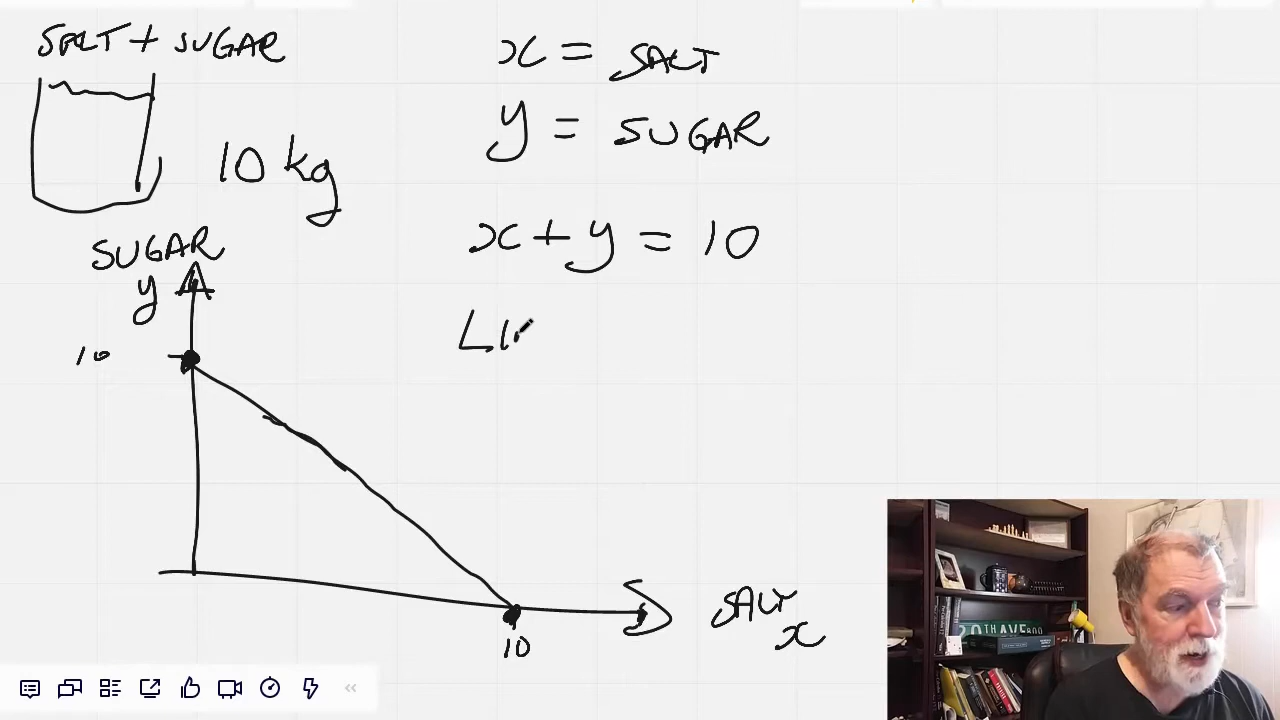 SALT + SUGAR
10 kg
x = SALT
y = SUGAR
x + y = 10
SUGAR
y
10
10
SALT
x